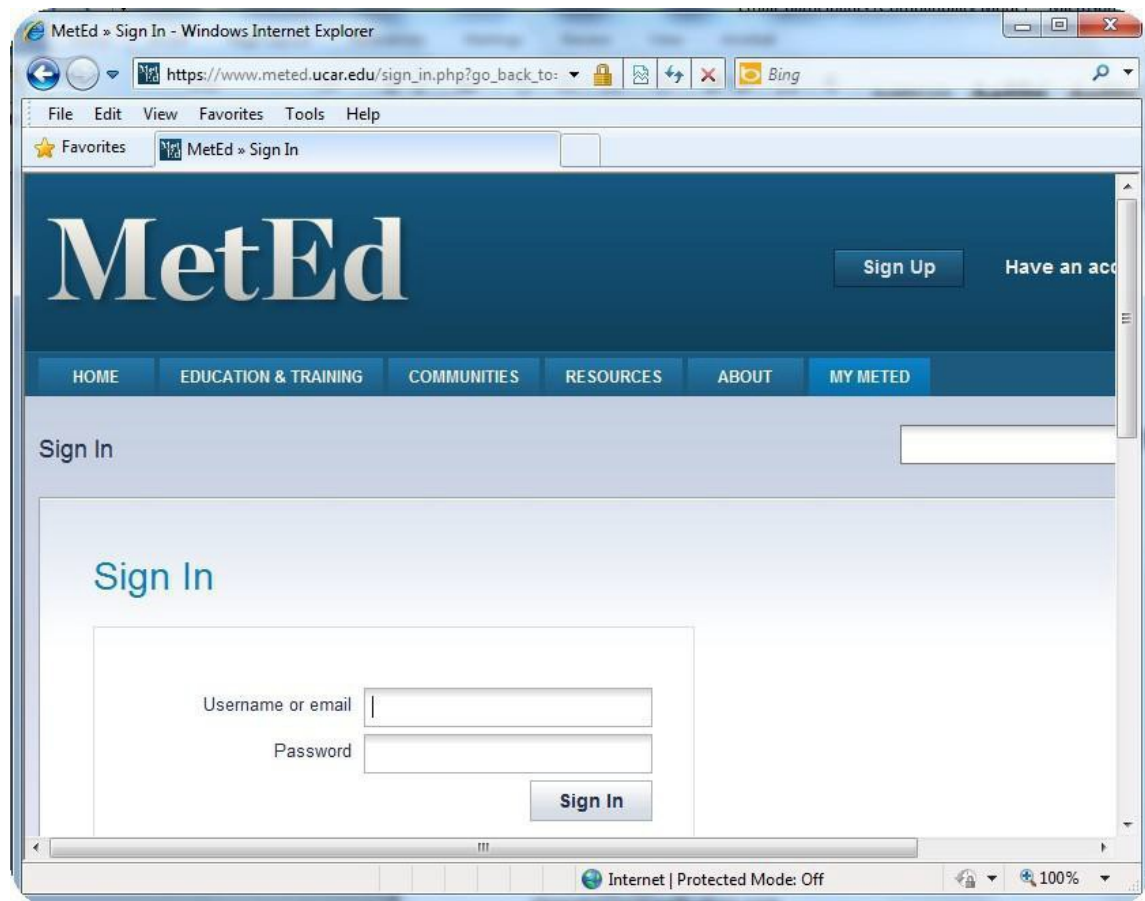 MetEd » Sign In - Windows Internet Explorer
https://www.meted.ucar.edu/sign_in.php?go_back_to= Bing
File Edit View Favorites Tools Help
Favorites MetEd » Sign In
MetEd
Sign Up Have an acc
HOME EDUCATION & TRAINING COMMUNITIES RESOURCES ABOUT MY METED
Sign In
Sign In
Username or email
Password
Sign In
Internet | Protected Mode: Off 100%